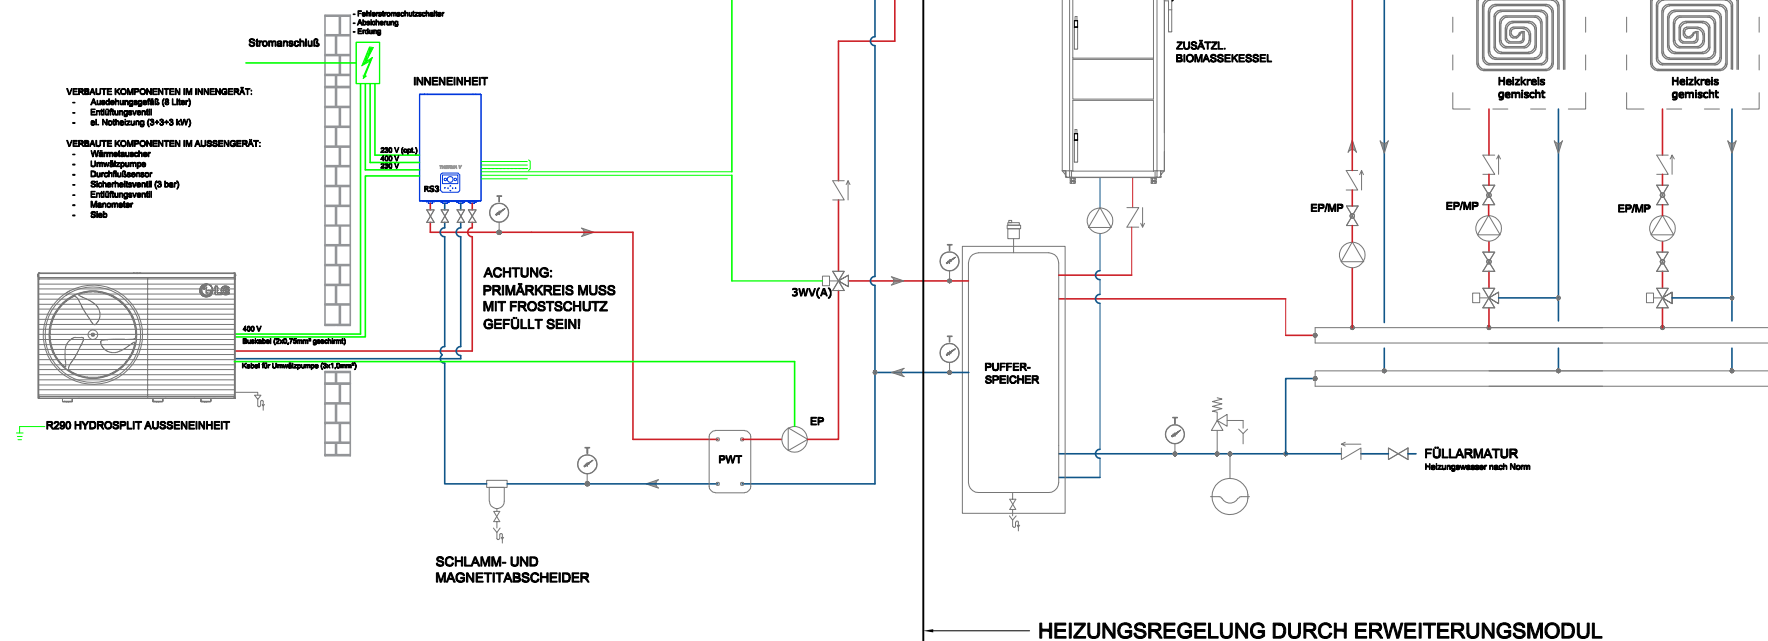 - Fehlerstromschutzschalter
- Absicherung
- Erdung
Stromanschluß
INNENEINHEIT
VERBAUTE KOMPONENTEN IM INNENGERÄT:
- Ausdehungsgefäß (8 Liter)
- Entlüftungsventil
- el. Notheizung (3+3+3 kW)
VERBAUTE KOMPONENTEN IM AUSSENGERÄT:
- Wärmetauscher
- Umwälzpumpe
- Durchflußsensor
- Sicherheitsventil (3 bar)
- Entlüftungsventil
- Manometer
- Sieb
230 V (opt.)
400 V
230 V
THERMA V
RS3
ZUSÄTZL.
BIOMASSEKESSEL
Heizkreis
gemischt
Heizkreis
gemischt
EP/MP
EP/MP
EP/MP
ACHTUNG:
PRIMÄRKREIS MUSS
MIT FROSTSCHUTZ
GEFÜLLT SEIN!
3WV(A)
LG
400 V
Buskabel (2x0,75mm² geschirmt)
Kabel für Umwälzpumpe (3x1,0mm²)
R290 HYDROSPLIT AUSSENEINHEIT
PUFFER-
SPEICHER
EP
PWT
FÜLLARMATUR
Heizungswasser nach Norm
SCHLAMM- UND
MAGNETITABSCHEIDER
HEIZUNGSREGELUNG DURCH ERWEITERUNGSMODUL